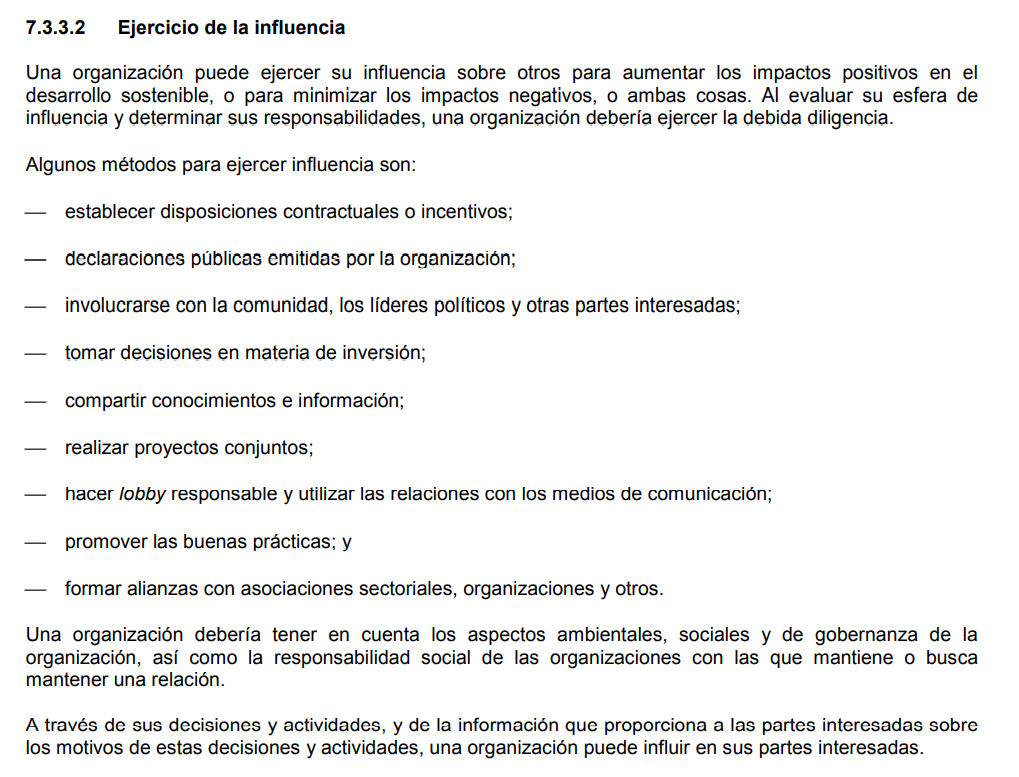 7.3.3.2 Ejercicio de la influencia
Una organización puede ejercer su influencia sobre otros para aumentar los impactos positivos en el
desarrollo sostenible, o para minimizar los impactos negativos, o ambas cosas. Al evaluar su esfera de
influencia y determinar sus responsabilidades, una organización debería ejercer la debida diligencia.
Algunos métodos para ejercer influencia son:
— establecer disposiciones contractuales o incentivos;
— declaraciones públicas emitidas por la organización;
— involucrarse con la comunidad, los líderes políticos y otras partes interesadas;
— tomar decisiones en materia de inversión;
— compartir conocimientos e información;
— realizar proyectos conjuntos;
— hacer lobby responsable y utilizar las relaciones con los medios de comunicación;
— promover las buenas prácticas; y
— formar alianzas con asociaciones sectoriales, organizaciones y otros.
Una organización debería tener en cuenta los aspectos ambientales, sociales y de gobernanza de la
organización, así como la responsabilidad social de las organizaciones con las que mantiene o busca
mantener una relación.
A través de sus decisiones y actividades, y de la información que proporciona a las partes interesadas sobre
los motivos de estas decisiones y actividades, una organización puede influir en sus partes interesadas.